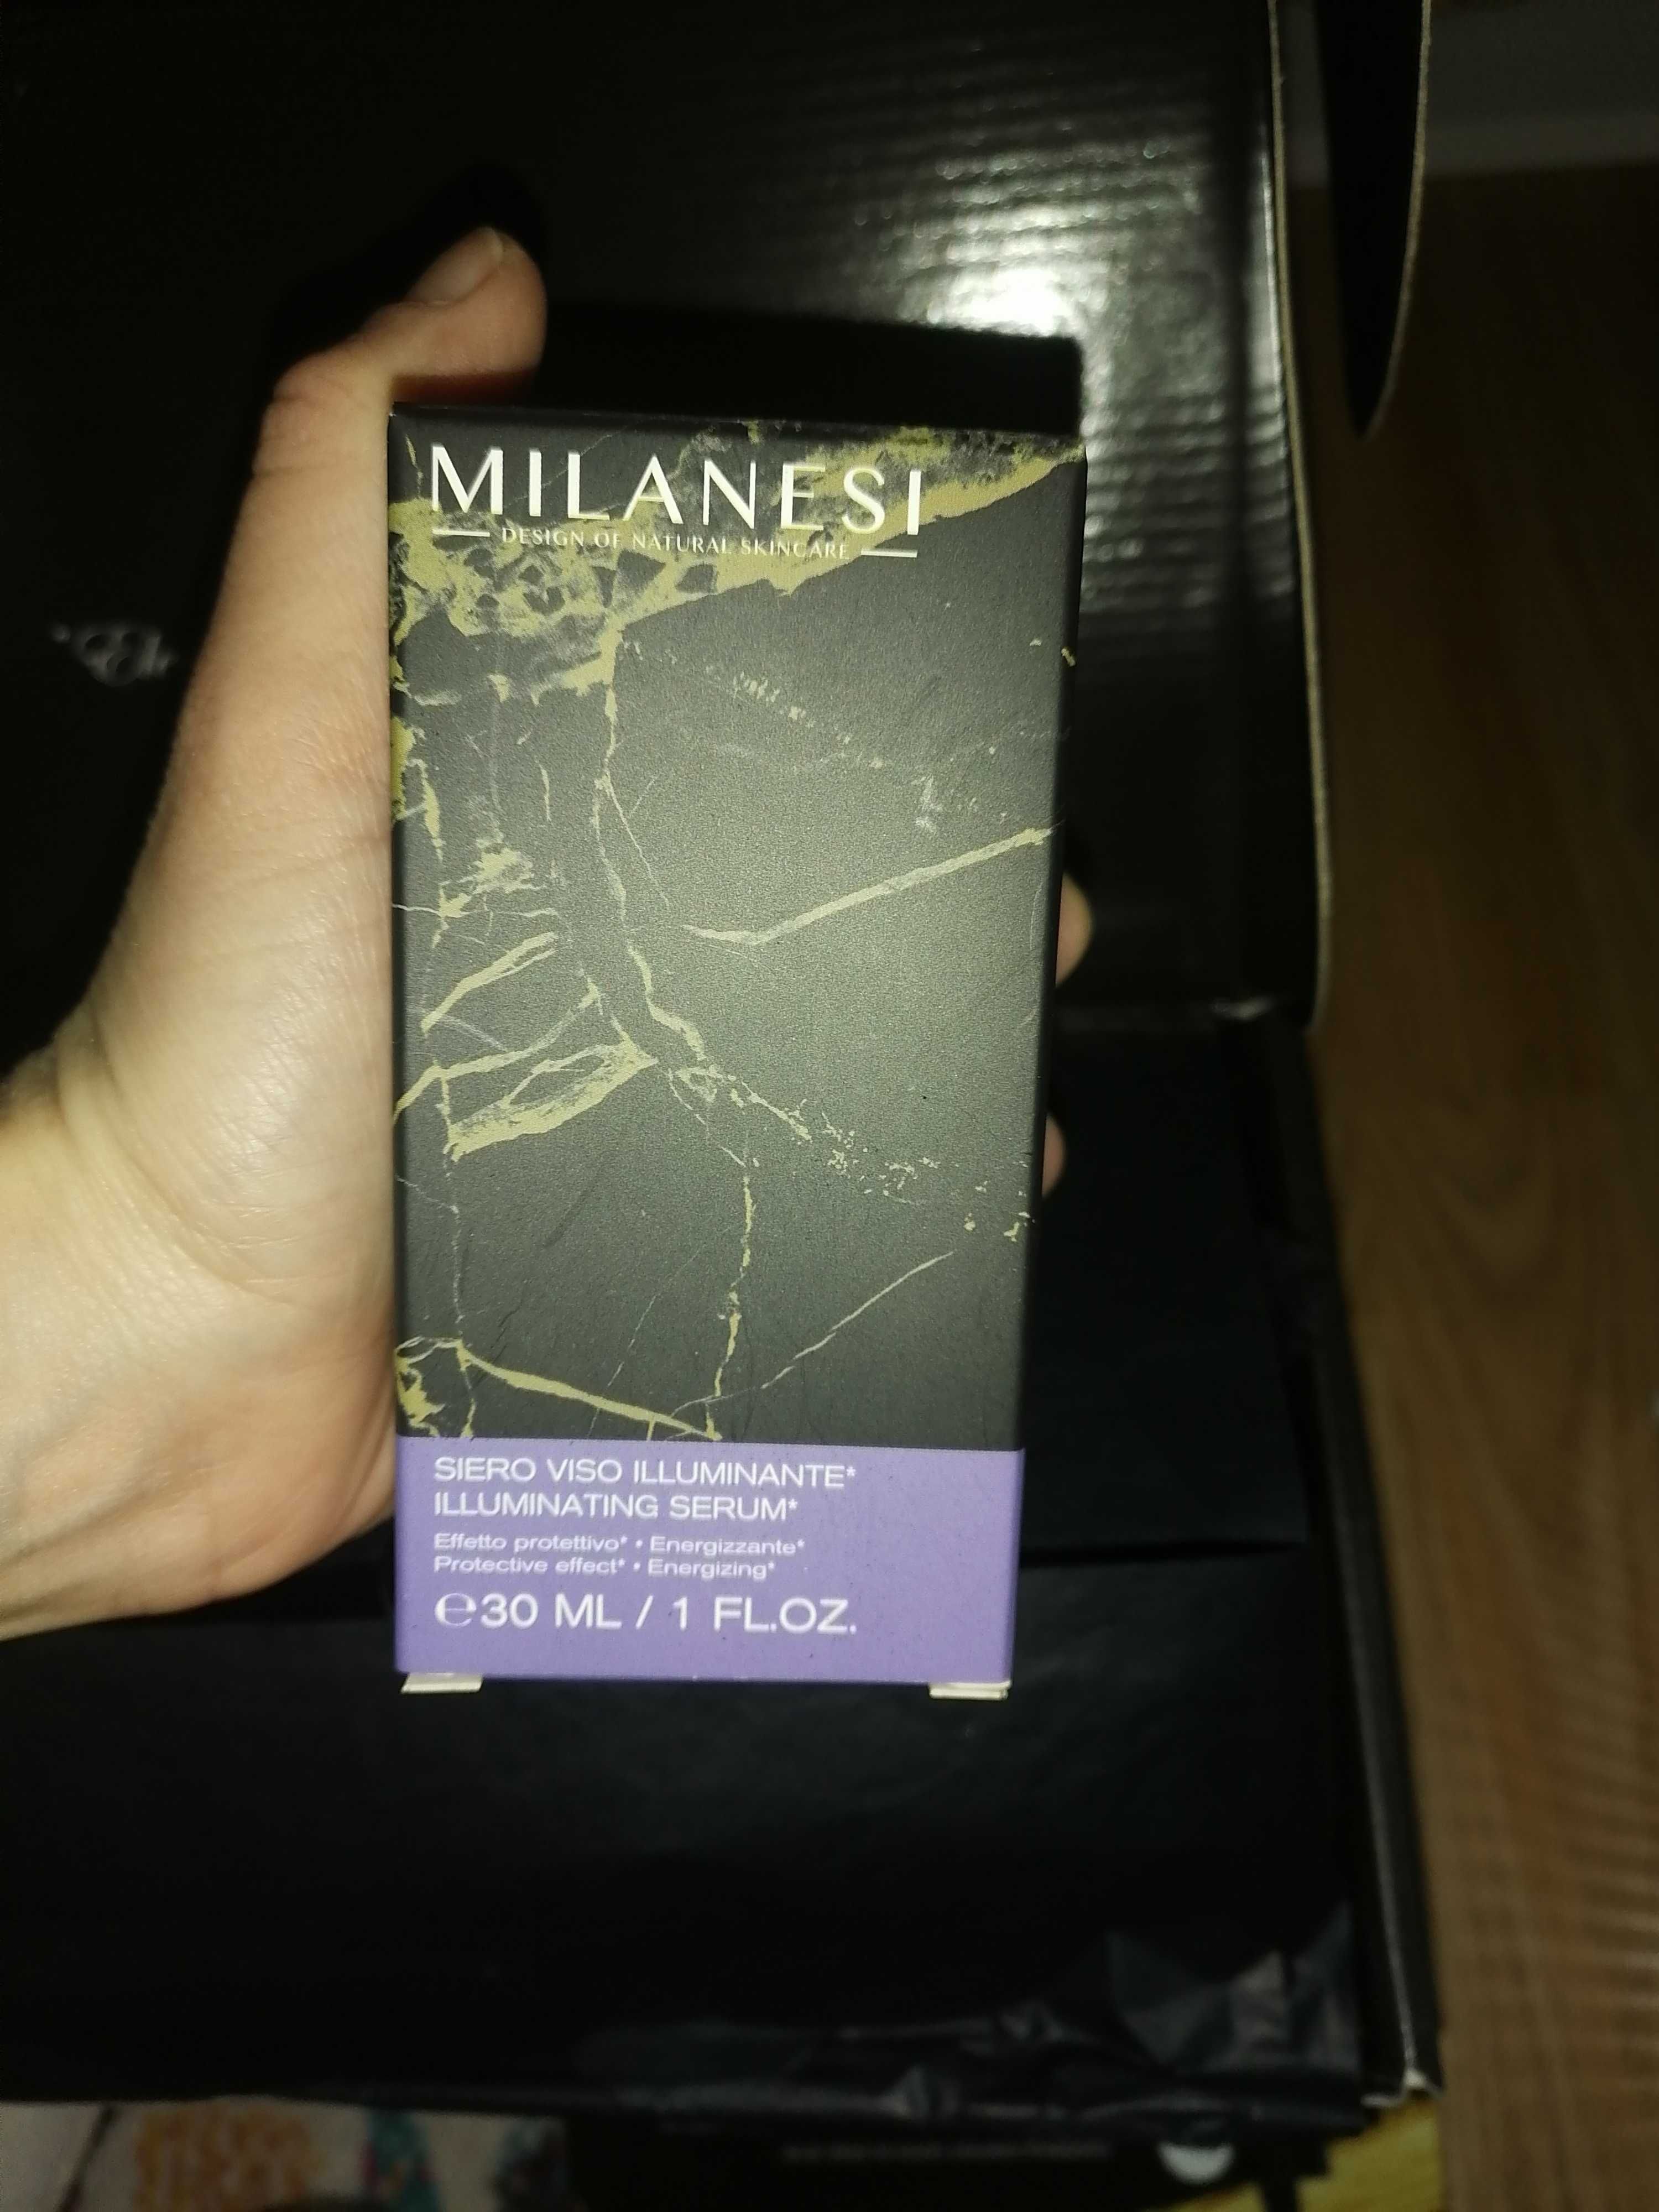 MILANESI
DESIGN OF NATURAL SKINCARE
SIERO VISO ILLUMINANTE*
ILLUMINATING SERUM*
Effetto protettivo* • Energizzante*
Protective effect* • Energizing*
℮30 ML / 1 FL.OZ.